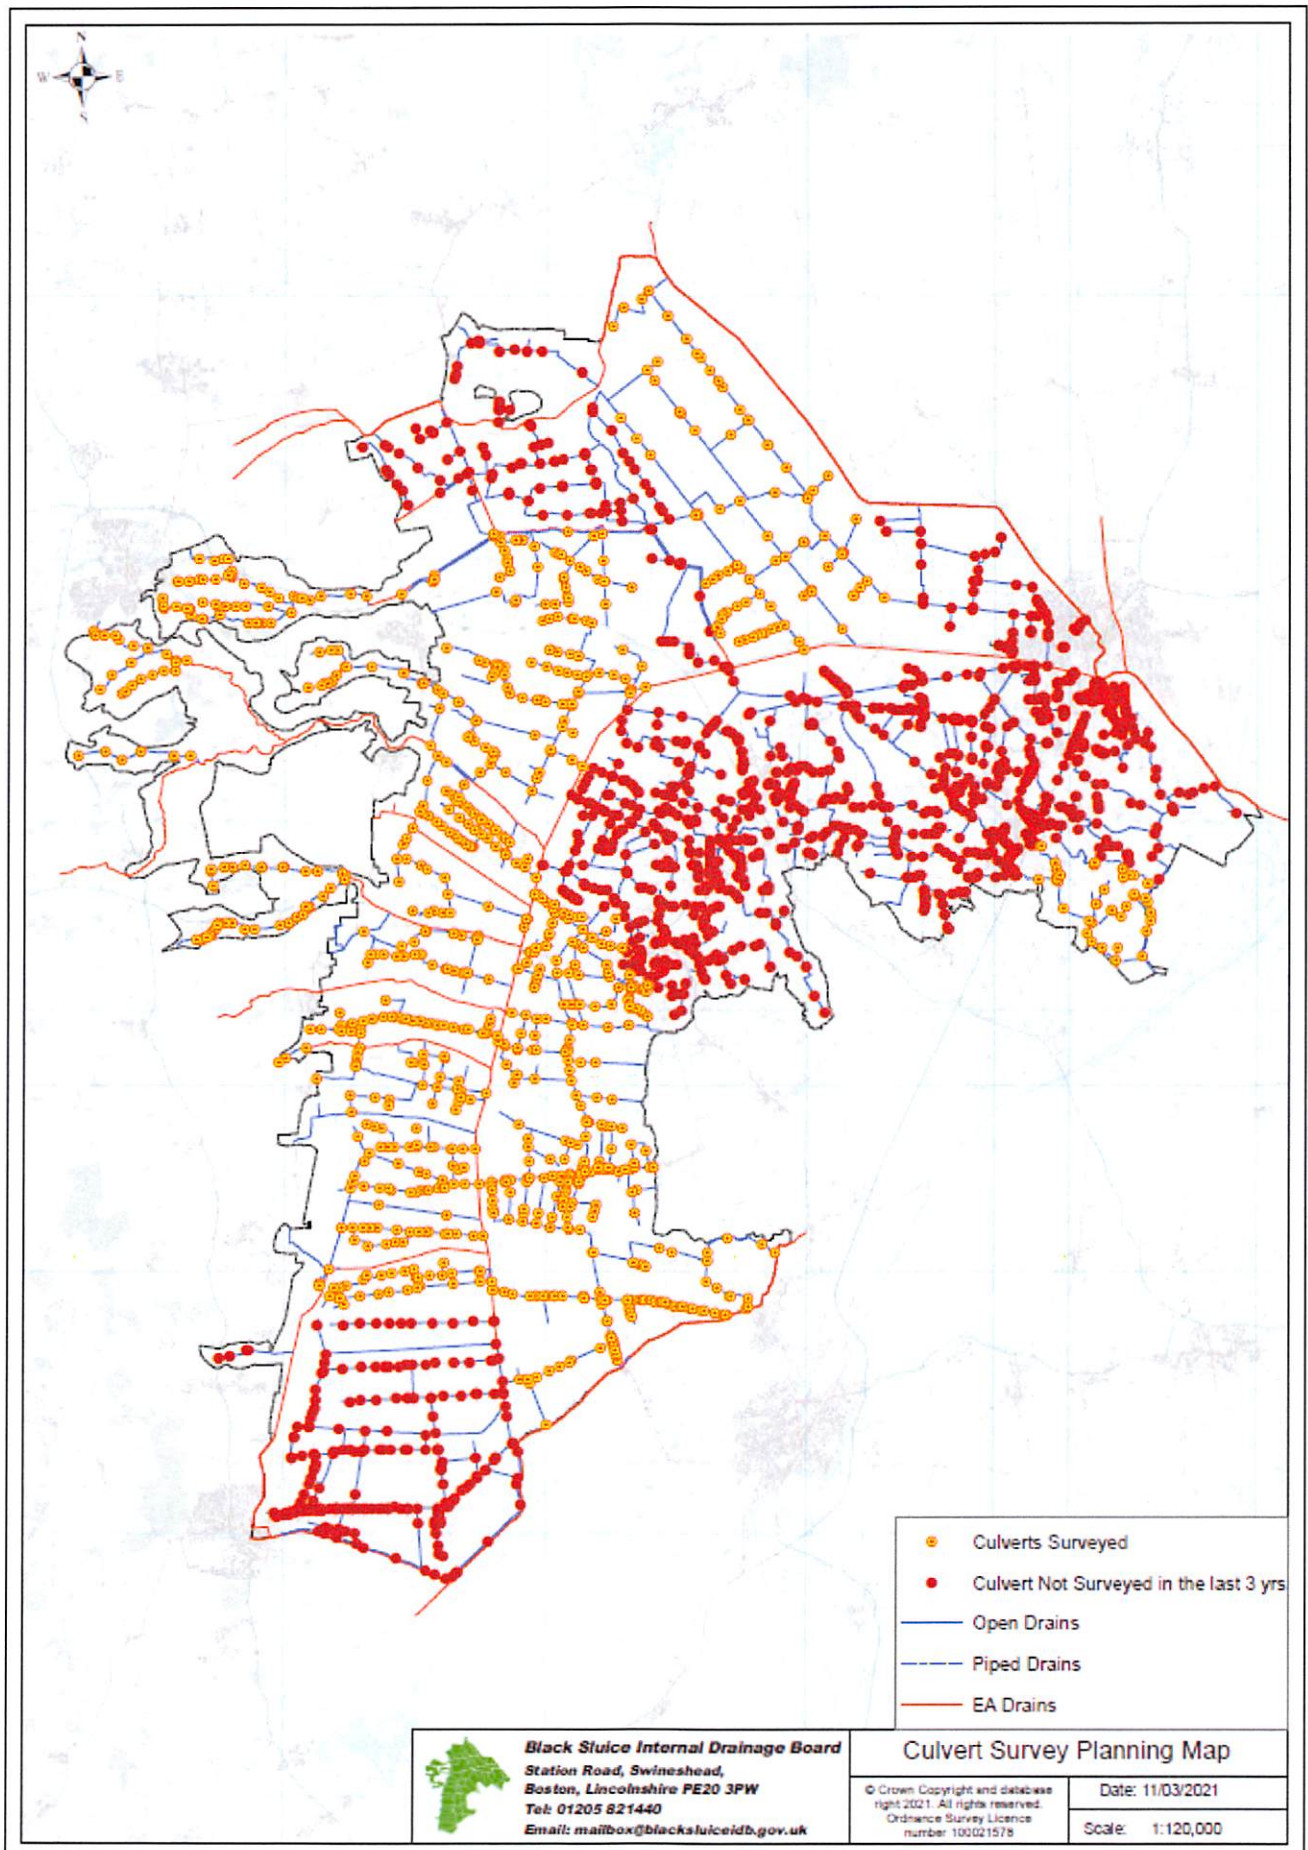 N
W E
S
Culverts Surveyed
Culvert Not Surveyed in the last 3 yrs
Open Drains
Piped Drains
EA Drains
Black Sluice Internal Drainage Board
Station Road, Swineshead,
Boston, Lincolnshire PE20 3PW
Tel: 01205 821440
Email: mailbox@blacksluiceidb.gov.uk
Culvert Survey Planning Map
© Crown Copyright and database
right 2021. All rights reserved.
Ordnance Survey Licence
number 100021578
Date: 11/03/2021
Scale: 1:120,000